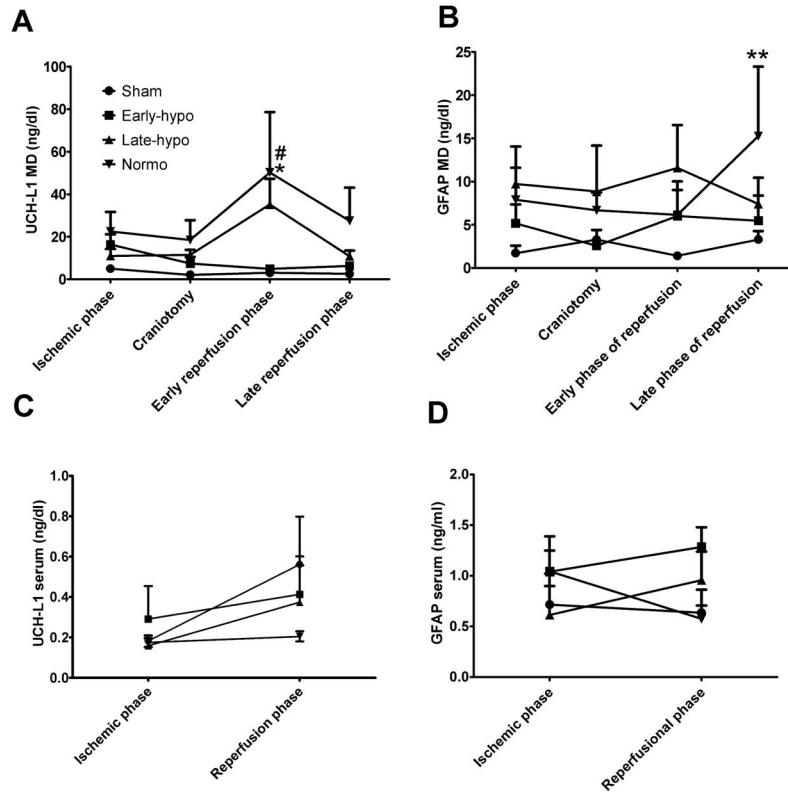 A
UCH-L1 MD (ng/dl)
100
80
60
40
20
0
Sham
Early-hypo
Late-hypo
Normo
#
*
Ischemic phase
Craniotomy
Early reperfusion phase
Late reperfusion phase
B
GFAP MD (ng/dl)
25
20
15
10
5
0
**
Ischemic phase
Craniotomy
Early phase of reperfusion
Late phase of reperfusion
C
UCH-L1 serum (ng/dl)
1.0
0.8
0.6
0.4
0.2
0.0
Ischemic phase
Reperfusion phase
D
GFAP serum (ng/ml)
2.0
1.5
1.0
0.5
0.0
Ischemic phase
Reperfusional phase